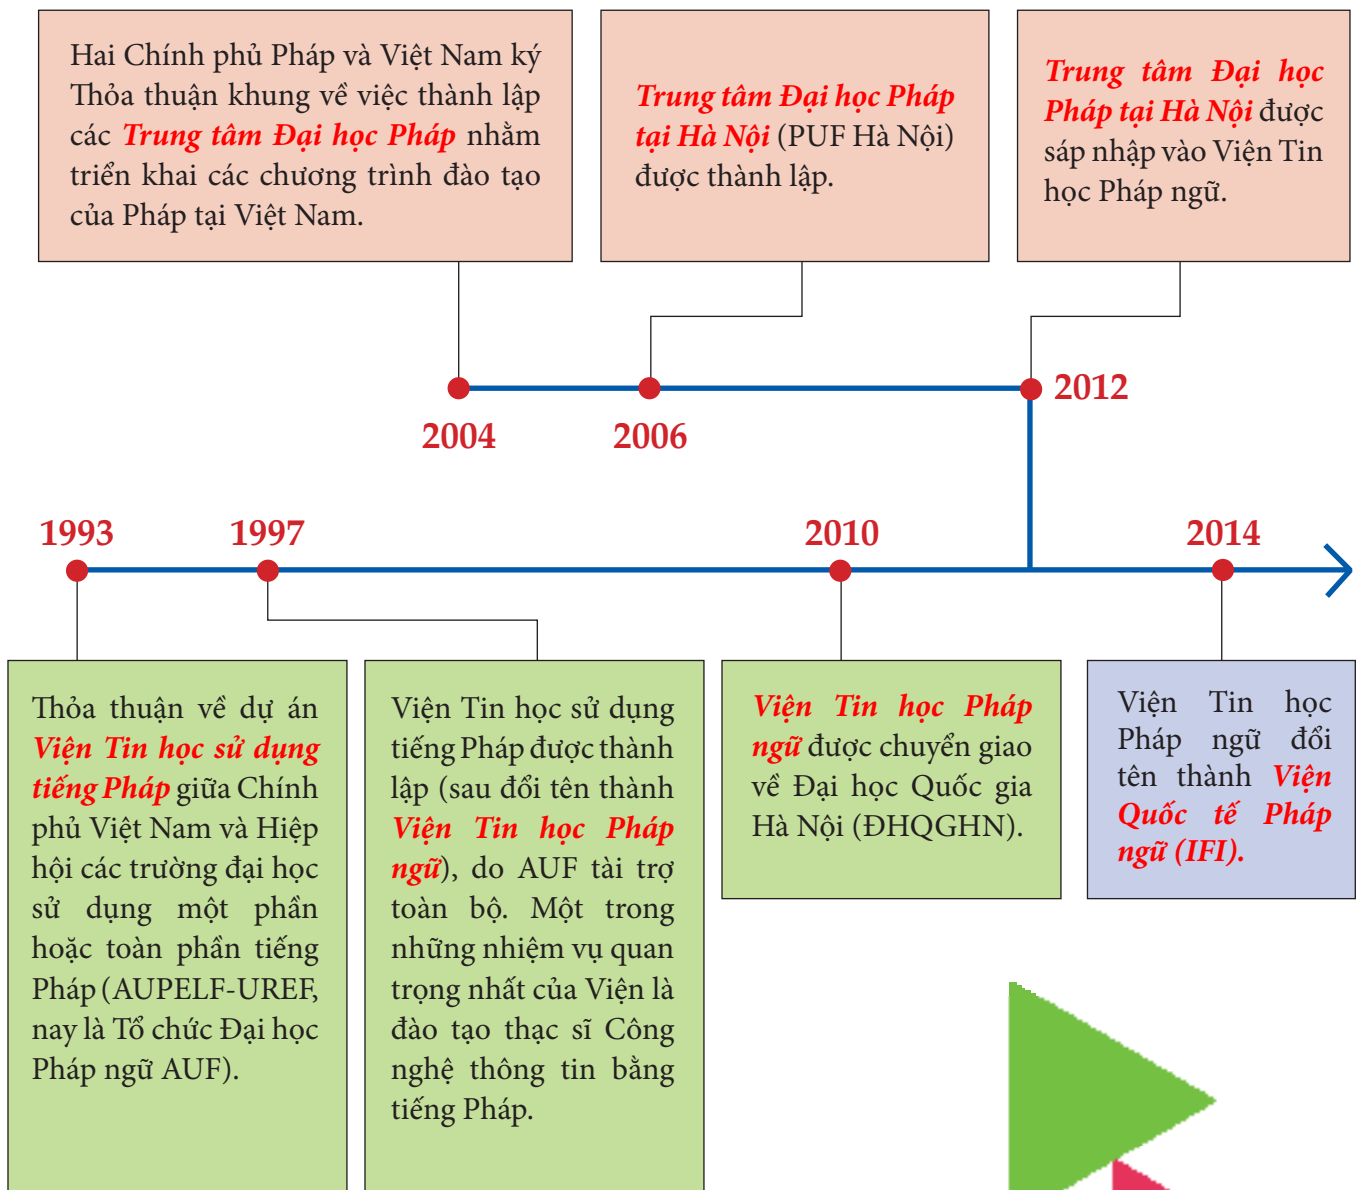 Hai Chính phủ Pháp và Việt Nam ký
Thỏa thuận khung về việc thành lập
các Trung tâm Đại học Pháp nhằm
triển khai các chương trình đào tạo
của Pháp tại Việt Nam.
Trung tâm Đại học Pháp
tại Hà Nội (PUF Hà Nội)
được thành lập.
Trung tâm Đại học
Pháp tại Hà Nội được
sáp nhập vào Viện Tin
học Pháp ngữ.
2004
2006
2012
1993
1997
2010
2014
Thỏa thuận về dự án
Viện Tin học sử dụng
tiếng Pháp giữa Chính
phủ Việt Nam và Hiệp
hội các trường đại học
sử dụng một phần
hoặc toàn phần tiếng
Pháp (AUPELF-UREF,
nay là Tổ chức Đại học
Pháp ngữ AUF).
Viện Tin học sử dụng
tiếng Pháp được thành
lập (sau đổi tên thành
Viện Tin học Pháp
ngữ), do AUF tài trợ
toàn bộ. Một trong
những nhiệm vụ quan
trọng nhất của Viện là
đào tạo thạc sĩ Công
nghệ thông tin bằng
tiếng Pháp.
Viện Tin học Pháp
ngữ được chuyển giao
về Đại học Quốc gia
Hà Nội (ĐHQGHN).
Viện Tin học
Pháp ngữ đổi
tên thành Viện
Quốc tế Pháp
ngữ (IFI).